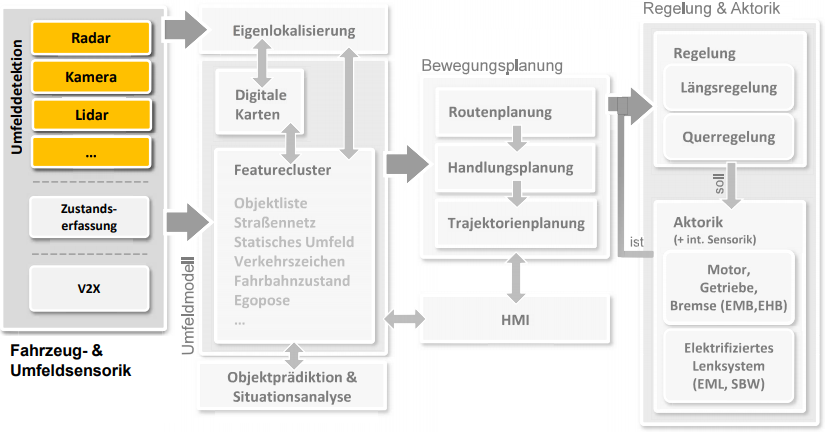 Umfelddetektion
Radar
Kamera
Lidar
...
Zustands-
erfassung
V2X
Fahrzeug- &
Umfeldsensorik
Eigenlokalisierung
Umfeldmodell
Digitale
Karten
Featurecluster
Objektliste
Straßennetz
Statisches Umfeld
Verkehrszeichen
Fahrbahnzustand
Egopose
...
Objektprädiktion &
Situationsanalyse
Bewegungsplanung
Routenplanung
Handlungsplanung
Trajektorienplanung
HMI
Regelung & Aktorik
Regelung
Längsregelung
Querregelung
soll
ist
Aktorik
(+ int. Sensorik)
Motor,
Getriebe,
Bremse (EMB,EHB)
Elektrifiziertes
Lenksystem
(EML, SBW)